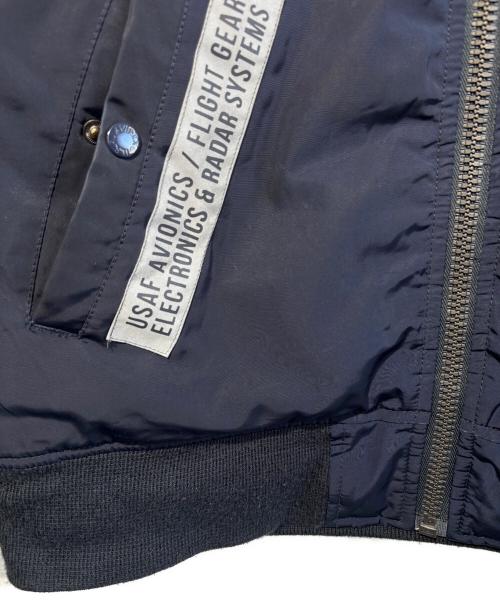 USAF AVIONICS / FLIGHT GEAR
ELECTRONICS & RADAR SYSTEMS